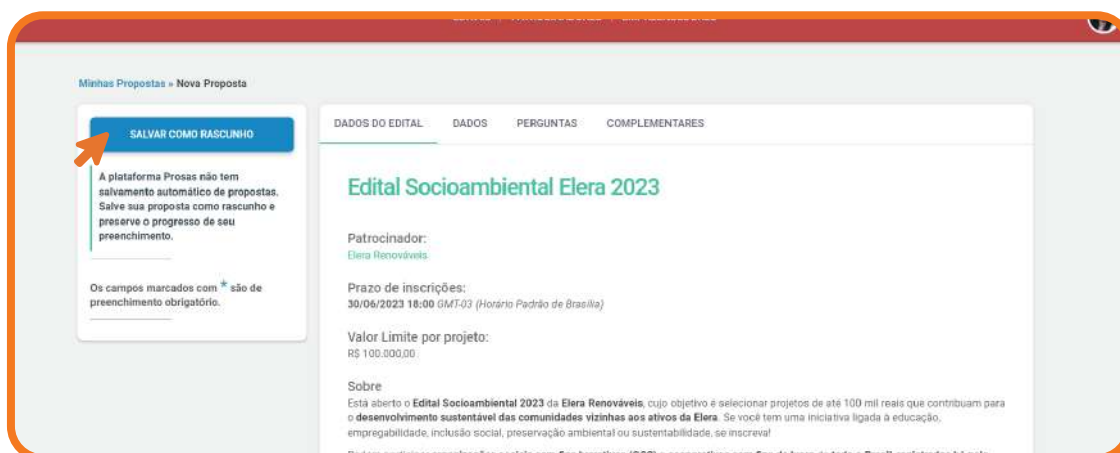 Minhas Propostas » Nova Proposta
SALVAR COMO RASCUNHO
A plataforma Prosas não tem
salvamento automático de propostas.
Salve sua proposta como rascunho e
preserve o progresso de seu
preenchimento.
Os campos marcados com * são de
preenchimento obrigatório.
DADOS DO EDITAL DADOS PERGUNTAS COMPLEMENTARES
Edital Socioambiental Elera 2023
Patrocinador:
Elera Renováveis
Prazo de inscrições:
30/06/2023 18:00 GMT-03 (Horário Padrão de Brasília)
Valor Limite por projeto:
R$ 100.000,00
Sobre
Está aberto o Edital Socioambiental 2023 da Elera Renováveis, cujo objetivo é selecionar projetos de até 100 mil reais que contribuam para
o desenvolvimento sustentável das comunidades vizinhas aos ativos da Elera. Se você tem uma iniciativa ligada à educação,
empregabilidade, inclusão social, preservação ambiental ou sustentabilidade, se inscreva!